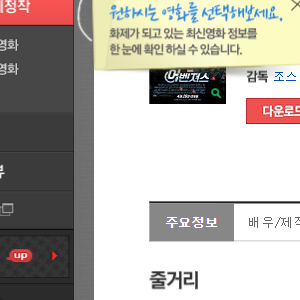 제작
원하시는 영화를 선택해보세요.
화제가 되고 있는 최신영화 정보를
한 눈에 확인 하실 수 있습니다.
영화
영화
어벤져스
감독 조스
다운로드
뷰
주요정보
배우/제작
up
줄거리